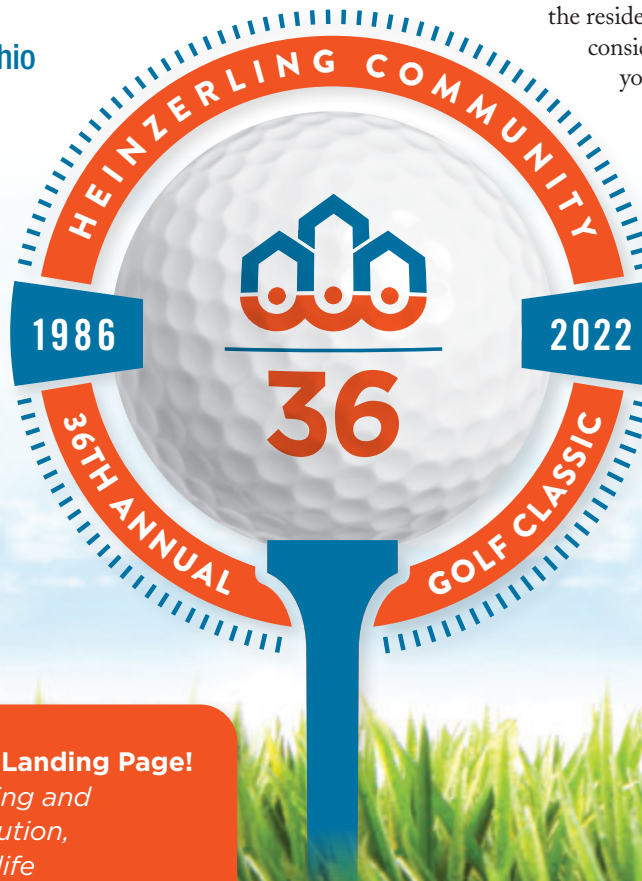 the reside
consid
yo
hio
HEINZERLING COMMUNITY
1986
2022
36
36TH ANNUAL
GOLF CLASSIC
Landing Page!
ing and
ution,
life